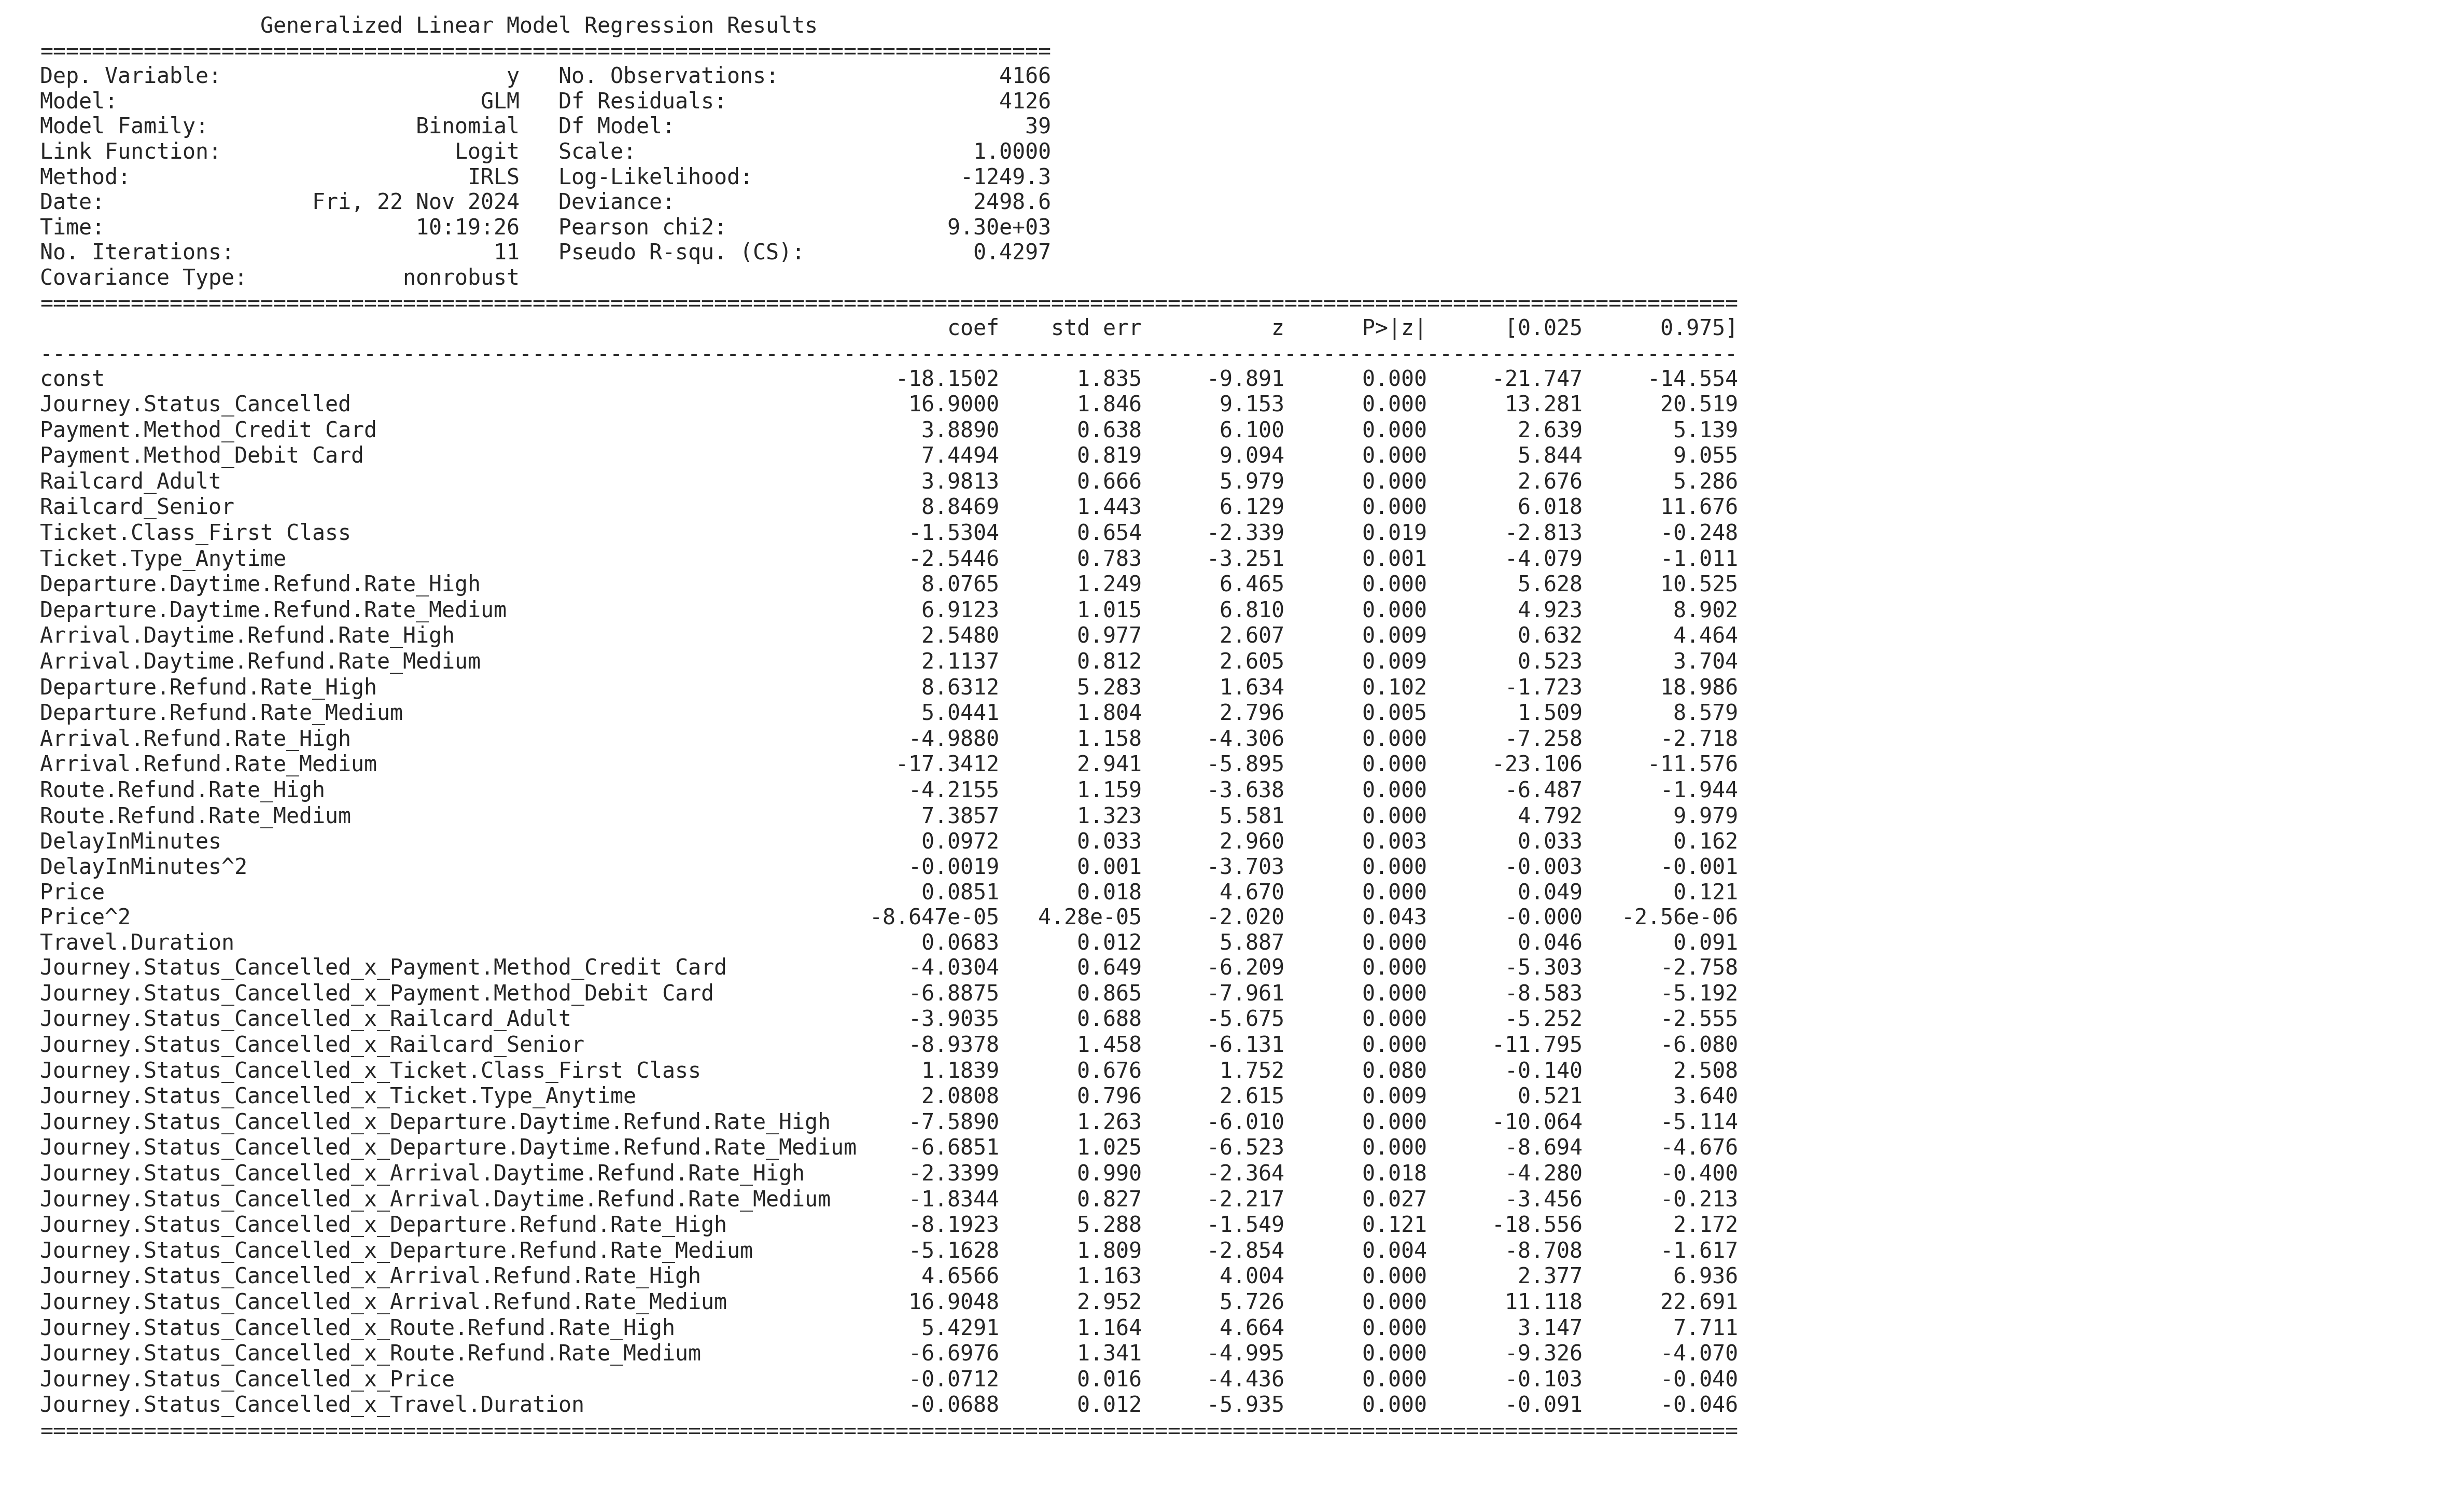 Generalized Linear Model Regression Results
==============================================================================
Dep. Variable: y No. Observations: 4166
Model: GLM Df Residuals: 4126
Model Family: Binomial Df Model: 39
Link Function: Logit Scale: 1.0000
Method: IRLS Log-Likelihood: -1249.3
Date: Fri, 22 Nov 2024 Deviance: 2498.6
Time: 10:19:26 Pearson chi2: 9.30e+03
No. Iterations: 11 Pseudo R-squ. (CS): 0.4297
Covariance Type: nonrobust
===================================================================================================================================
coef std err z P>|z| [0.025 0.975]
-----------------------------------------------------------------------------------------------------------------------------------
const -18.1502 1.835 -9.891 0.000 -21.747 -14.554
Journey.Status_Cancelled 16.9000 1.846 9.153 0.000 13.281 20.519
Payment.Method_Credit Card 3.8890 0.638 6.100 0.000 2.639 5.139
Payment.Method_Debit Card 7.4494 0.819 9.094 0.000 5.844 9.055
Railcard_Adult 3.9813 0.666 5.979 0.000 2.676 5.286
Railcard_Senior 8.8469 1.443 6.129 0.000 6.018 11.676
Ticket.Class_First Class -1.5304 0.654 -2.339 0.019 -2.813 -0.248
Ticket.Type_Anytime -2.5446 0.783 -3.251 0.001 -4.079 -1.011
Departure.Daytime.Refund.Rate_High 8.0765 1.249 6.465 0.000 5.628 10.525
Departure.Daytime.Refund.Rate_Medium 6.9123 1.015 6.810 0.000 4.923 8.902
Arrival.Daytime.Refund.Rate_High 2.5480 0.977 2.607 0.009 0.632 4.464
Arrival.Daytime.Refund.Rate_Medium 2.1137 0.812 2.605 0.009 0.523 3.704
Departure.Refund.Rate_High 8.6312 5.283 1.634 0.102 -1.723 18.986
Departure.Refund.Rate_Medium 5.0441 1.804 2.796 0.005 1.509 8.579
Arrival.Refund.Rate_High -4.9880 1.158 -4.306 0.000 -7.258 -2.718
Arrival.Refund.Rate_Medium -17.3412 2.941 -5.895 0.000 -23.106 -11.576
Route.Refund.Rate_High -4.2155 1.159 -3.638 0.000 -6.487 -1.944
Route.Refund.Rate_Medium 7.3857 1.323 5.581 0.000 4.792 9.979
DelayInMinutes 0.0972 0.033 2.960 0.003 0.033 0.162
DelayInMinutes^2 -0.0019 0.001 -3.703 0.000 -0.003 -0.001
Price 0.0851 0.018 4.670 0.000 0.049 0.121
Price^2 -8.647e-05 4.28e-05 -2.020 0.043 -0.000 -2.56e-06
Travel.Duration 0.0683 0.012 5.887 0.000 0.046 0.091
Journey.Status_Cancelled_x_Payment.Method_Credit Card -4.0304 0.649 -6.209 0.000 -5.303 -2.758
Journey.Status_Cancelled_x_Payment.Method_Debit Card -6.8875 0.865 -7.961 0.000 -8.583 -5.192
Journey.Status_Cancelled_x_Railcard_Adult -3.9035 0.688 -5.675 0.000 -5.252 -2.555
Journey.Status_Cancelled_x_Railcard_Senior -8.9378 1.458 -6.131 0.000 -11.795 -6.080
Journey.Status_Cancelled_x_Ticket.Class_First Class 1.1839 0.676 1.752 0.080 -0.140 2.508
Journey.Status_Cancelled_x_Ticket.Type_Anytime 2.0808 0.796 2.615 0.009 0.521 3.640
Journey.Status_Cancelled_x_Departure.Daytime.Refund.Rate_High -7.5890 1.263 -6.010 0.000 -10.064 -5.114
Journey.Status_Cancelled_x_Departure.Daytime.Refund.Rate_Medium -6.6851 1.025 -6.523 0.000 -8.694 -4.676
Journey.Status_Cancelled_x_Arrival.Daytime.Refund.Rate_High -2.3399 0.990 -2.364 0.018 -4.280 -0.400
Journey.Status_Cancelled_x_Arrival.Daytime.Refund.Rate_Medium -1.8344 0.827 -2.217 0.027 -3.456 -0.213
Journey.Status_Cancelled_x_Departure.Refund.Rate_High -8.1923 5.288 -1.549 0.121 -18.556 2.172
Journey.Status_Cancelled_x_Departure.Refund.Rate_Medium -5.1628 1.809 -2.854 0.004 -8.708 -1.617
Journey.Status_Cancelled_x_Arrival.Refund.Rate_High 4.6566 1.163 4.004 0.000 2.377 6.936
Journey.Status_Cancelled_x_Arrival.Refund.Rate_Medium 16.9048 2.952 5.726 0.000 11.118 22.691
Journey.Status_Cancelled_x_Route.Refund.Rate_High 5.4291 1.164 4.664 0.000 3.147 7.711
Journey.Status_Cancelled_x_Route.Refund.Rate_Medium -6.6976 1.341 -4.995 0.000 -9.326 -4.070
Journey.Status_Cancelled_x_Price -0.0712 0.016 -4.436 0.000 -0.103 -0.040
Journey.Status_Cancelled_x_Travel.Duration -0.0688 0.012 -5.935 0.000 -0.091 -0.046
===================================================================================================================================